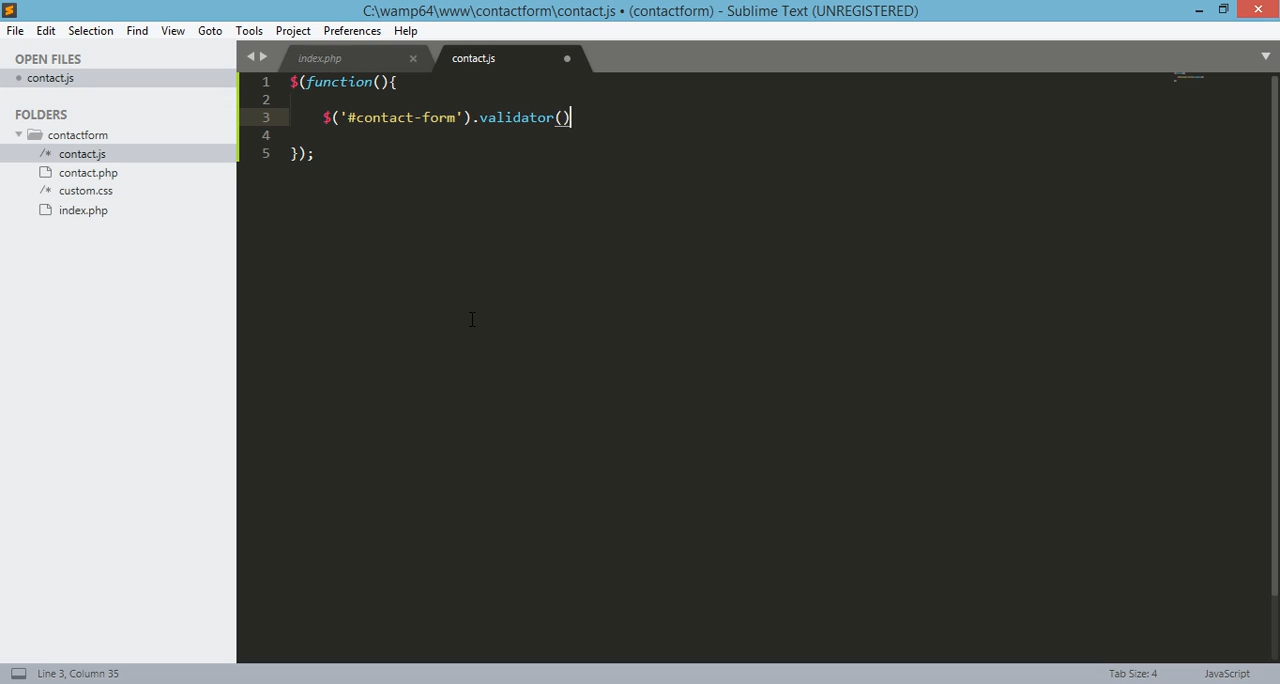 C:\wamp64\www\contactform\contact.js • (contactform) - Sublime Text (UNREGISTERED)
File Edit Selection Find View Goto Tools Project Preferences Help
OPEN FILES
contact.js
FOLDERS
contactform
/* contact.js
contact.php
/* custom.css
index.php
index.php
contact.js
1 $(function(){
2
3 $('#contact-form').validator()
4
5 });
Line 3, Column 35
Tab Size: 4
JavaScript